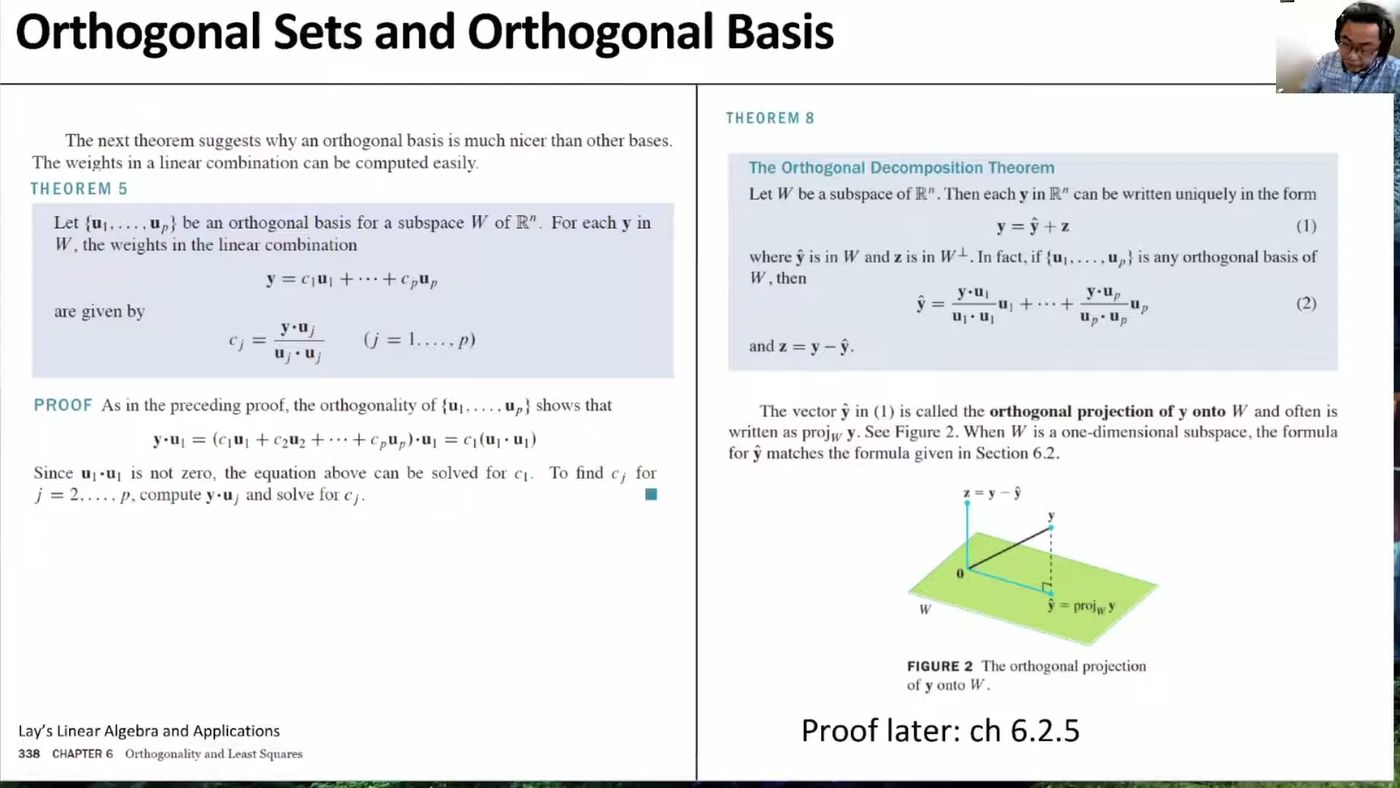 Orthogonal Sets and Orthogonal Basis
The next theorem suggests why an orthogonal basis is much nicer than other bases.
The weights in a linear combination can be computed easily.
THEOREM 5
Let {u₁, . . . , uₚ} be an orthogonal basis for a subspace W of ℝⁿ. For each y in
W, the weights in the linear combination
y = c₁u₁ + ··· + cₚuₚ
are given by
cⱼ = (y·uⱼ)/(uⱼ·uⱼ) (j = 1, . . . , p)
PROOF As in the preceding proof, the orthogonality of {u₁, . . . , uₚ} shows that
y·u₁ = (c₁u₁ + c₂u₂ + ··· + cₚuₚ)·u₁ = c₁(u₁·u₁)
Since u₁·u₁ is not zero, the equation above can be solved for c₁. To find cⱼ for
j = 2, . . . , p, compute y·uⱼ and solve for cⱼ.
Lay's Linear Algebra and Applications
338 CHAPTER 6 Orthogonality and Least Squares
THEOREM 8
The Orthogonal Decomposition Theorem
Let W be a subspace of ℝⁿ. Then each y in ℝⁿ can be written uniquely in the form
y = ŷ + z (1)
where ŷ is in W and z is in W⊥. In fact, if {u₁, . . . , uₚ} is any orthogonal basis of
W, then
ŷ = (y·u₁)/(u₁·u₁) u₁ + ··· + (y·uₚ)/(uₚ·uₚ) uₚ (2)
and z = y − ŷ.
The vector ŷ in (1) is called the orthogonal projection of y onto W and often is
written as proj_W y. See Figure 2. When W is a one-dimensional subspace, the formula
for ŷ matches the formula given in Section 6.2.
z = y − ŷ
y
0
ŷ = proj_W y
W
FIGURE 2 The orthogonal projection
of y onto W.
Proof later: ch 6.2.5